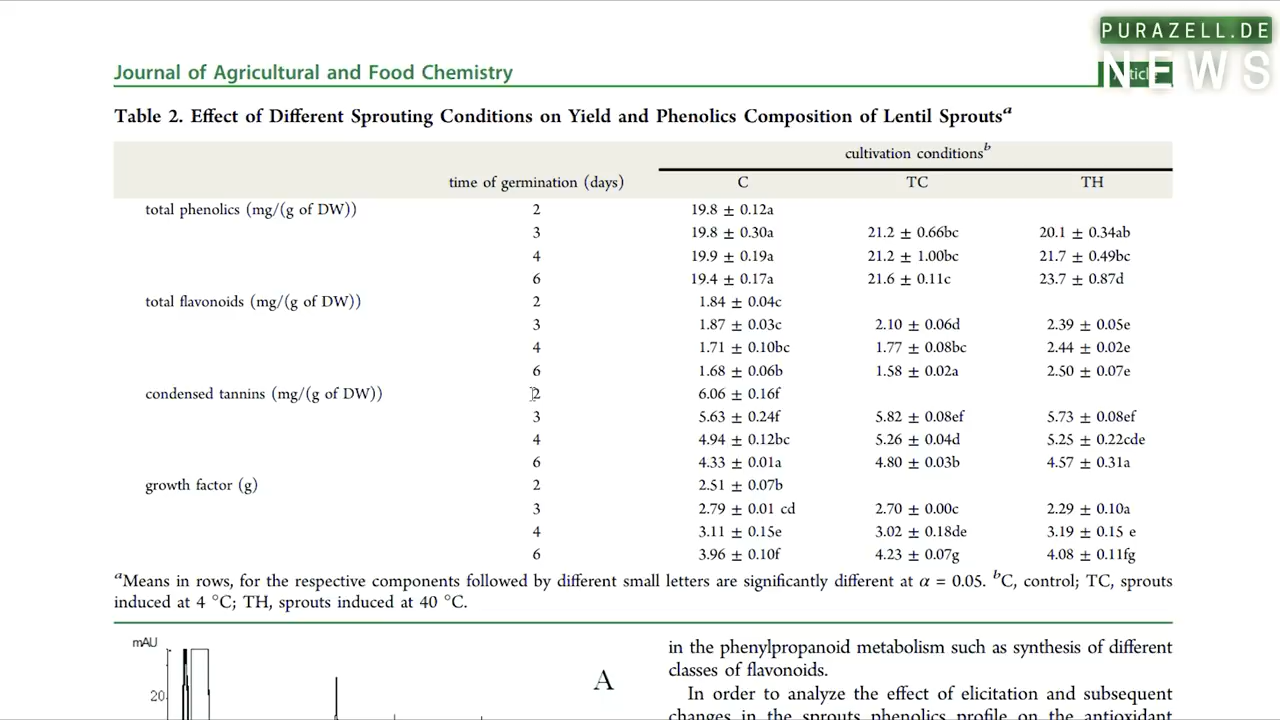 PURAZELL.DE
NEWS
Journal of Agricultural and Food Chemistry
Table 2. Effect of Different Sprouting Conditions on Yield and Phenolics Composition of Lentil Sproutsa
cultivation conditionsb
time of germination (days) C TC TH
total phenolics (mg/(g of DW)) 2 19.8 ± 0.12a
3 19.8 ± 0.30a 21.2 ± 0.66bc 20.1 ± 0.34ab
4 19.9 ± 0.19a 21.2 ± 1.00bc 21.7 ± 0.49bc
6 19.4 ± 0.17a 21.6 ± 0.11c 23.7 ± 0.87d
total flavonoids (mg/(g of DW)) 2 1.84 ± 0.04c
3 1.87 ± 0.03c 2.10 ± 0.06d 2.39 ± 0.05e
4 1.71 ± 0.10bc 1.77 ± 0.08bc 2.44 ± 0.02e
6 1.68 ± 0.06b 1.58 ± 0.02a 2.50 ± 0.07e
condensed tannins (mg/(g of DW)) 2 6.06 ± 0.16f
3 5.63 ± 0.24f 5.82 ± 0.08ef 5.73 ± 0.08ef
4 4.94 ± 0.12bc 5.26 ± 0.04d 5.25 ± 0.22cde
6 4.33 ± 0.01a 4.80 ± 0.03b 4.57 ± 0.31a
growth factor (g) 2 2.51 ± 0.07b
3 2.79 ± 0.01 cd 2.70 ± 0.00c 2.29 ± 0.10a
4 3.11 ± 0.15e 3.02 ± 0.18de 3.19 ± 0.15 e
6 3.96 ± 0.10f 4.23 ± 0.07g 4.08 ± 0.11fg
aMeans in rows, for the respective components followed by different small letters are significantly different at α = 0.05. bC, control; TC, sprouts
induced at 4 °C; TH, sprouts induced at 40 °C.
mAU
20
A
in the phenylpropanoid metabolism such as synthesis of different
classes of flavonoids.
In order to analyze the effect of elicitation and subsequent
changes in the sprouts phenolics profile on the antioxidant